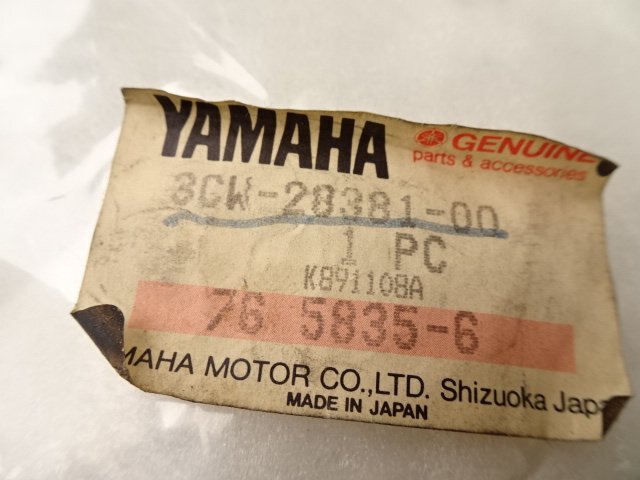 YAMAHA
GENUINE
parts & accessories
3CW-28381-00
1 PC
K891108A
7G 5835-6
MAHA MOTOR CO.,LTD. Shizuoka Japa
MADE IN JAPAN